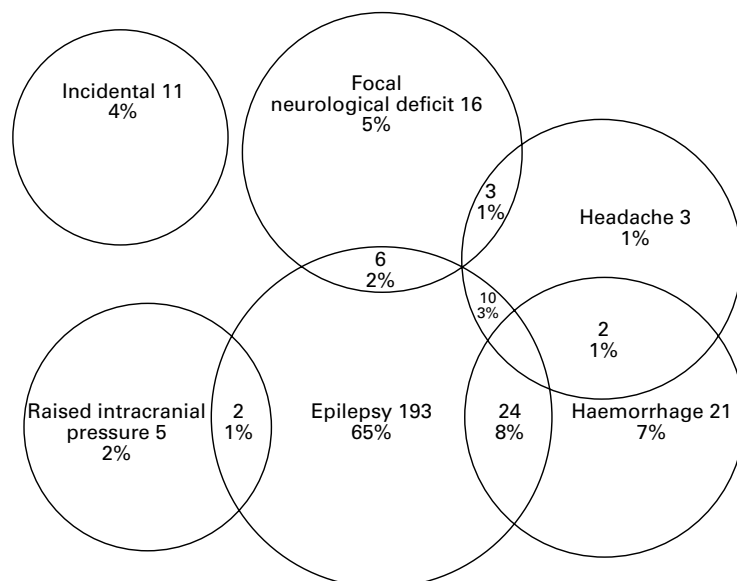 Incidental 11
4%
Focal
neurological deficit 16
5%
3
1%
Headache 3
1%
6
2%
10
3%
2
1%
Raised intracranial
pressure 5
2%
2
1%
Epilepsy 193
65%
24
8%
Haemorrhage 21
7%